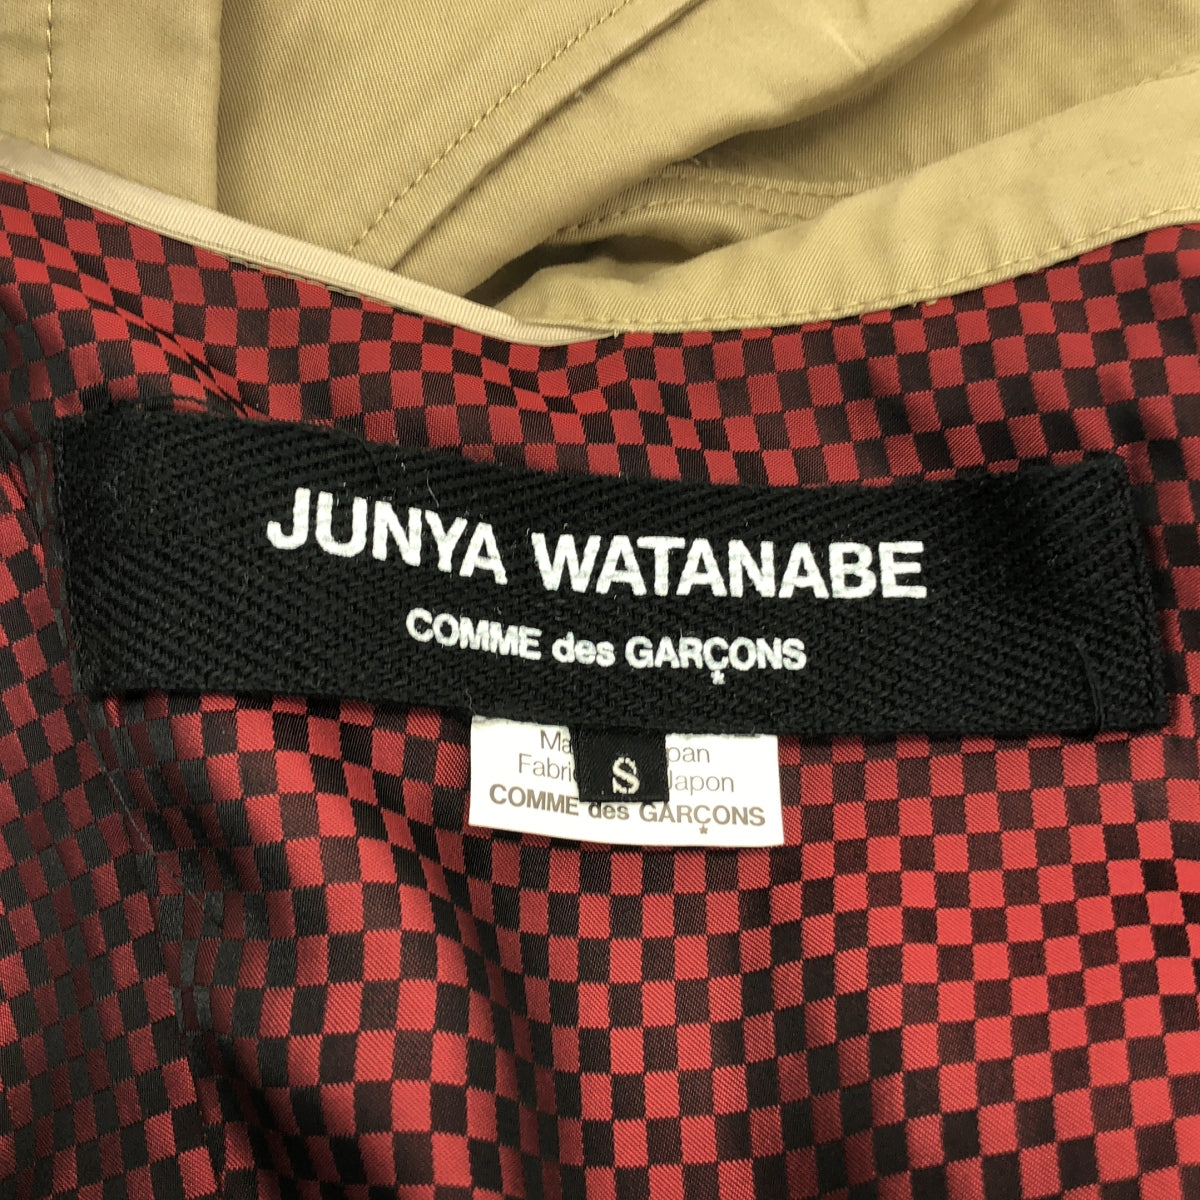 JUNYA WATANABE
COMME des GARÇONS
S
COMME des GARÇONS